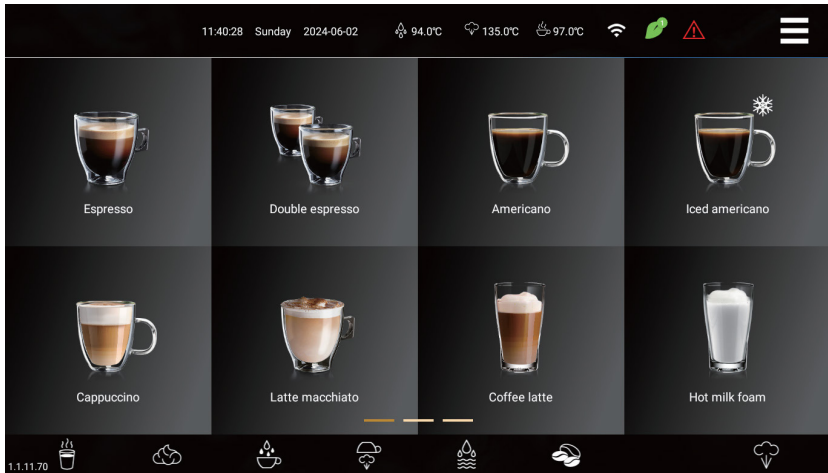 11:40:28 Sunday 2024-06-02 94.0℃ 135.0℃ 97.0℃ 1
Espresso Double espresso Americano Iced americano
Cappuccino Latte macchiato Coffee latte Hot milk foam
1.1.11.70